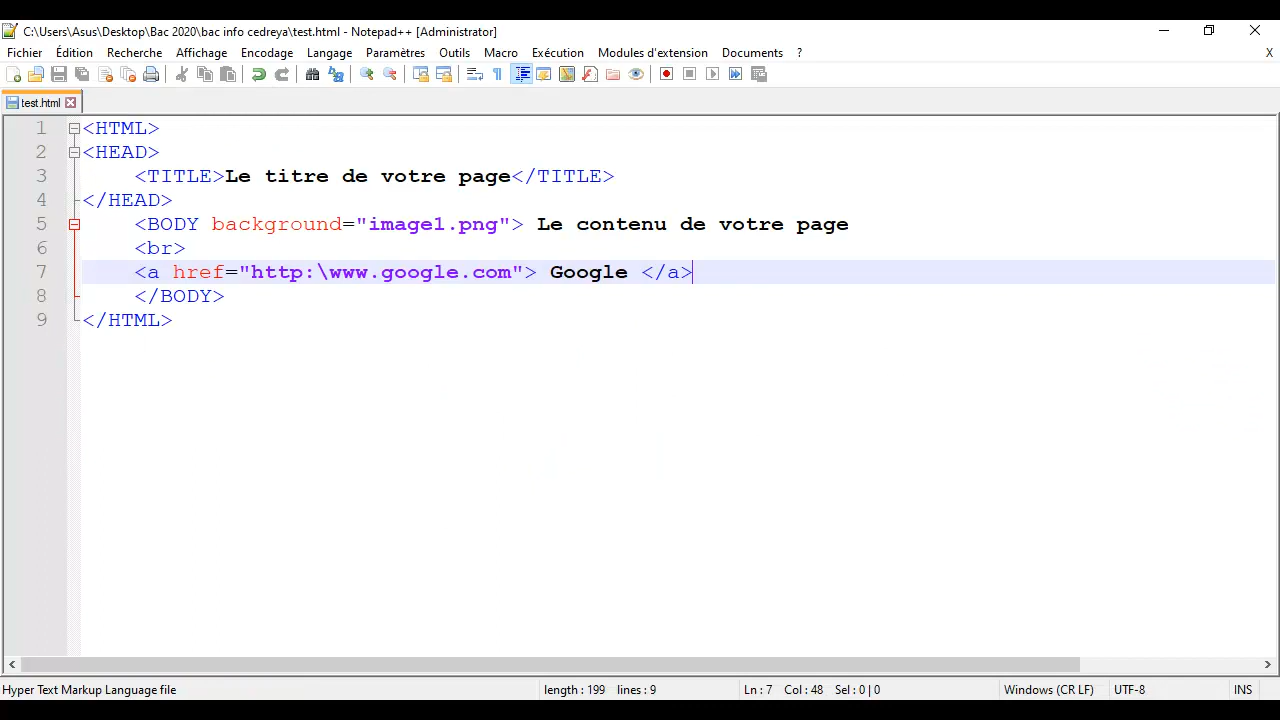 C:\Users\Asus\Desktop\Bac 2020\bac info cedreya\test.html - Notepad++ [Administrator]
Fichier Édition Recherche Affichage Encodage Langage Paramètres Outils Macro Exécution Modules d'extension Documents ? X
test.html
1 <HTML>
2 <HEAD>
3 <TITLE>Le titre de votre page</TITLE>
4 </HEAD>
5 <BODY background="image1.png"> Le contenu de votre page
6 <br>
7 <a href="http:\www.google.com"> Google </a>
8 </BODY>
9 </HTML>
Hyper Text Markup Language file length : 199 lines : 9 Ln : 7 Col : 48 Sel : 0 | 0 Windows (CR LF) UTF-8 INS